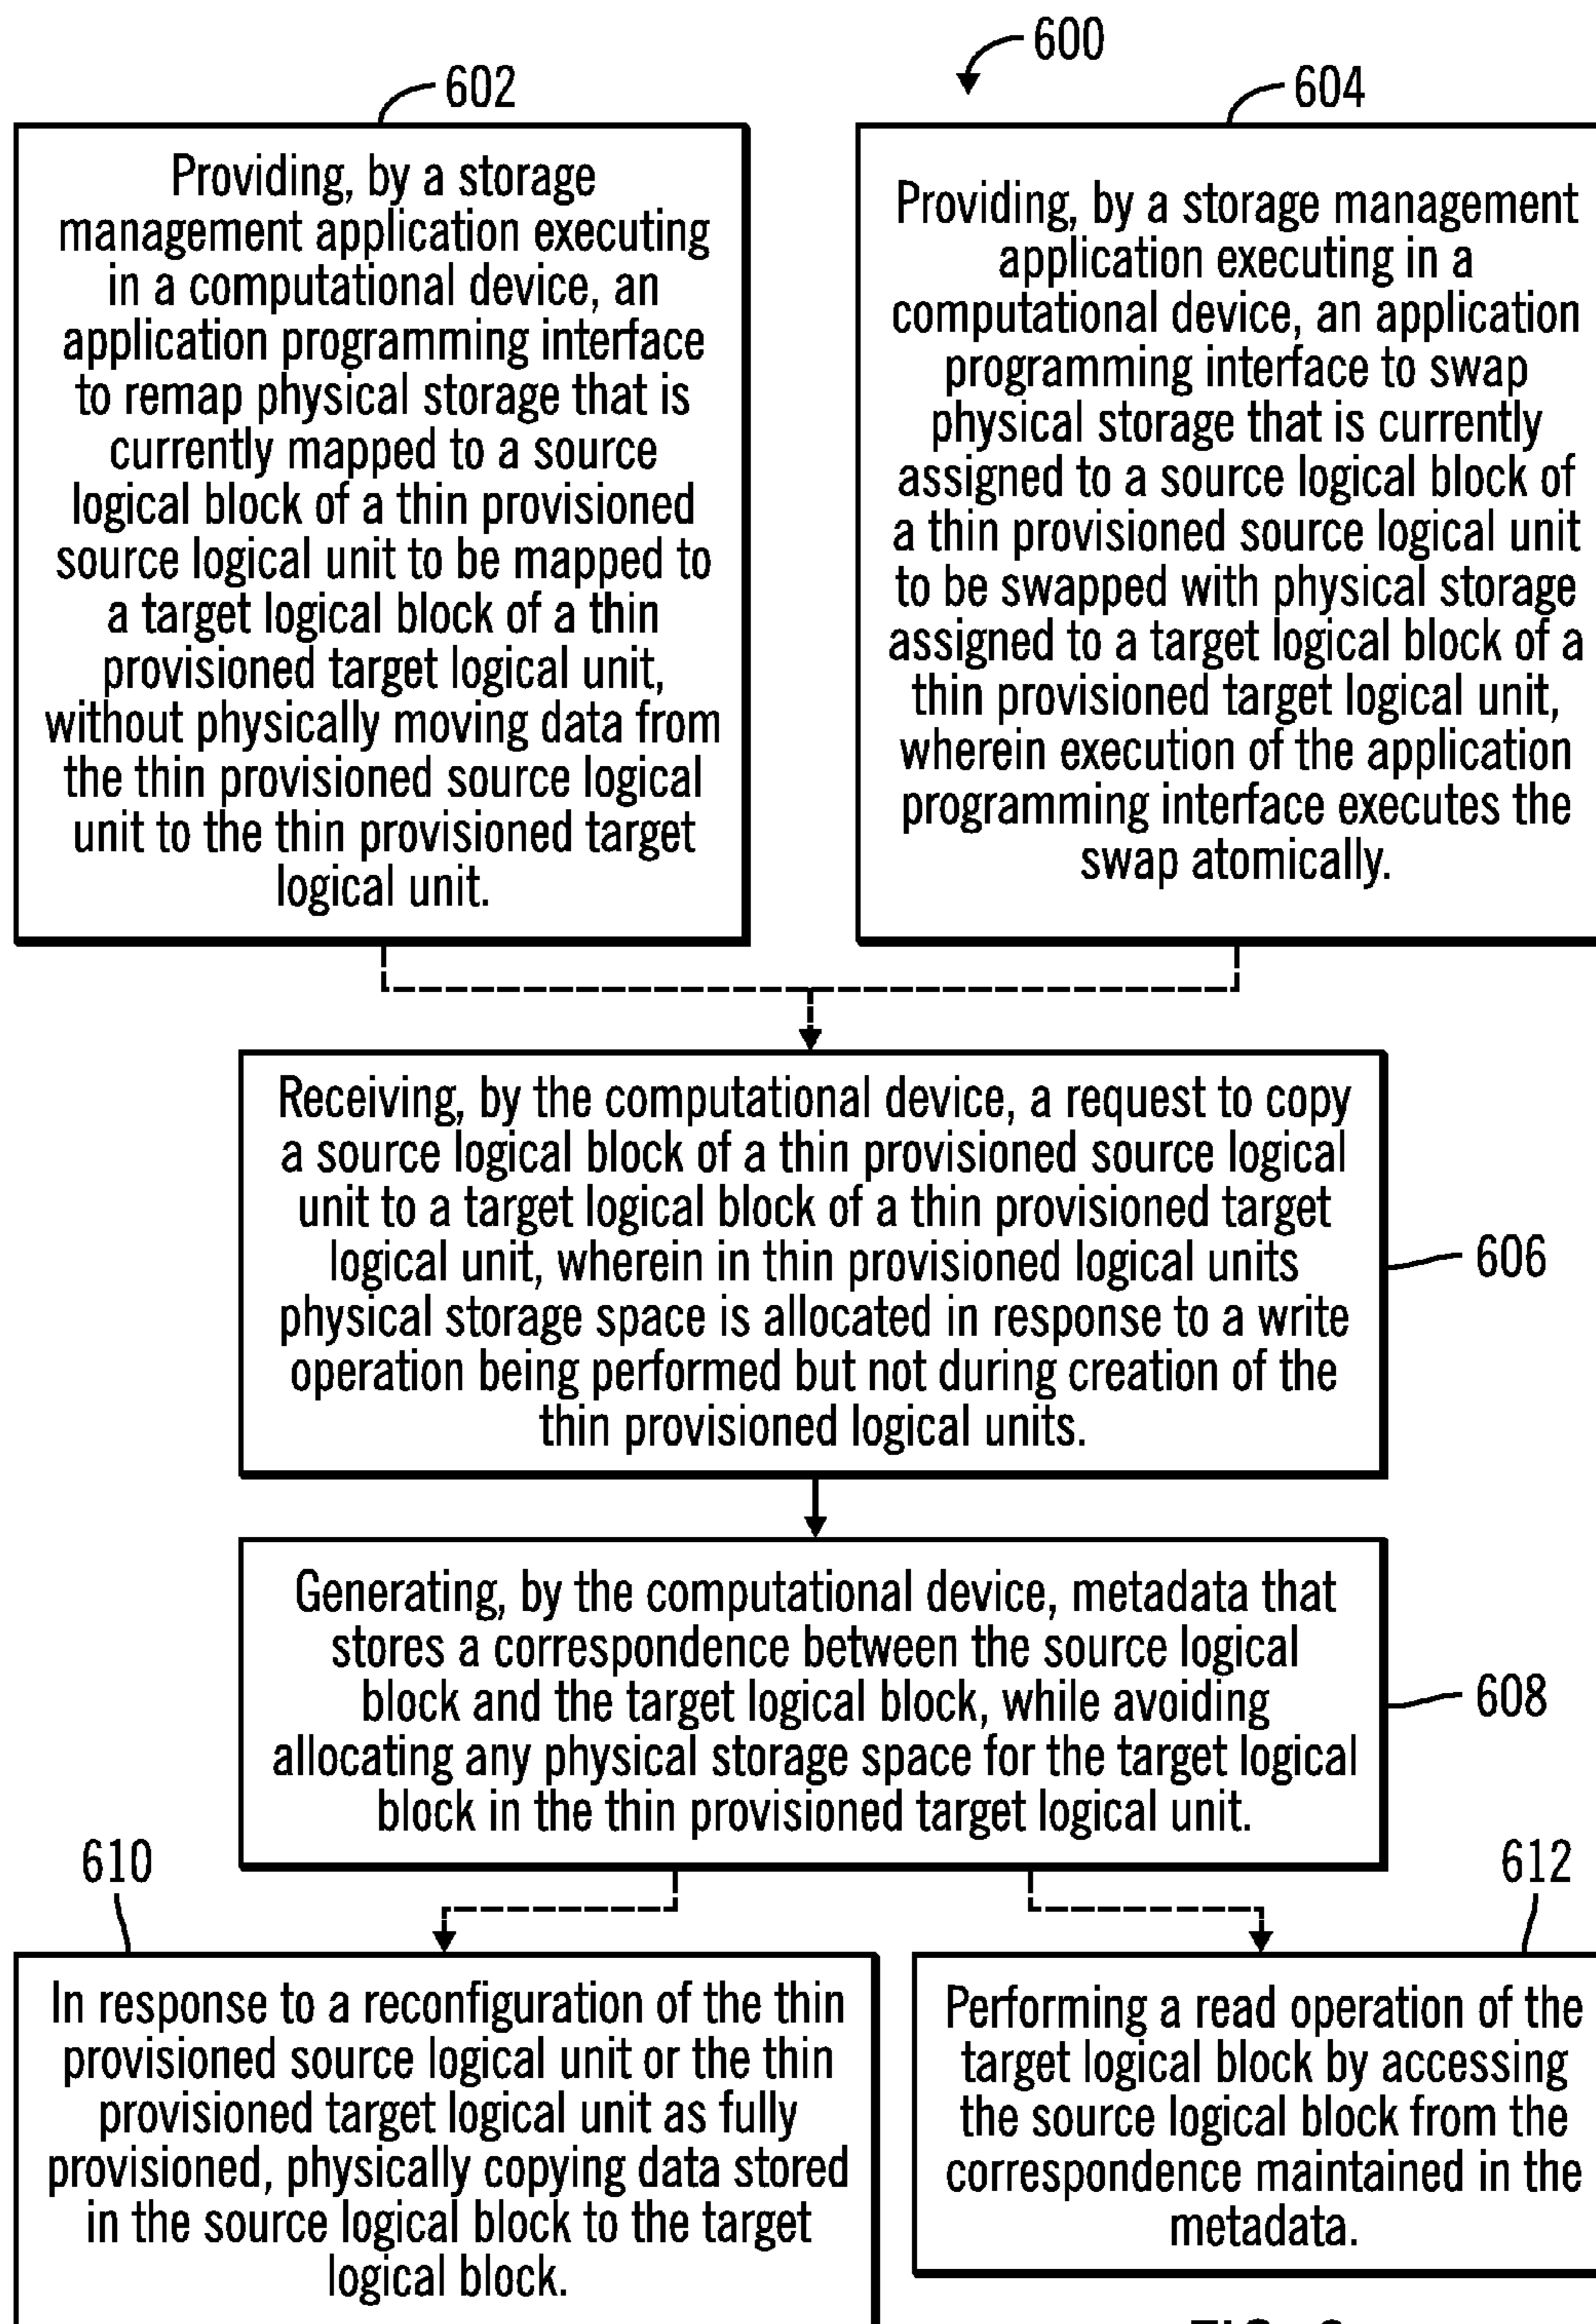 600
602
Providing, by a storage
management application executing
in a computational device, an
application programming interface
to remap physical storage that is
currently mapped to a source
logical block of a thin provisioned
source logical unit to be mapped to
a target logical block of a thin
provisioned target logical unit,
without physically moving data from
the thin provisioned source logical
unit to the thin provisioned target
logical unit.
604
Providing, by a storage management
application executing in a
computational device, an application
programming interface to swap
physical storage that is currently
assigned to a source logical block of
a thin provisioned source logical unit
to be swapped with physical storage
assigned to a target logical block of a
thin provisioned target logical unit,
wherein execution of the application
programming interface executes the
swap atomically.
Receiving, by the computational device, a request to copy
a source logical block of a thin provisioned source logical
unit to a target logical block of a thin provisioned target
logical unit, wherein in thin provisioned logical units
physical storage space is allocated in response to a write
operation being performed but not during creation of the
thin provisioned logical units.
606
Generating, by the computational device, metadata that
stores a correspondence between the source logical
block and the target logical block, while avoiding
allocating any physical storage space for the target logical
block in the thin provisioned target logical unit.
608
610
In response to a reconfiguration of the thin
provisioned source logical unit or the thin
provisioned target logical unit as fully
provisioned, physically copying data stored
in the source logical block to the target
logical block.
612
Performing a read operation of the
target logical block by accessing
the source logical block from the
correspondence maintained in the
metadata.